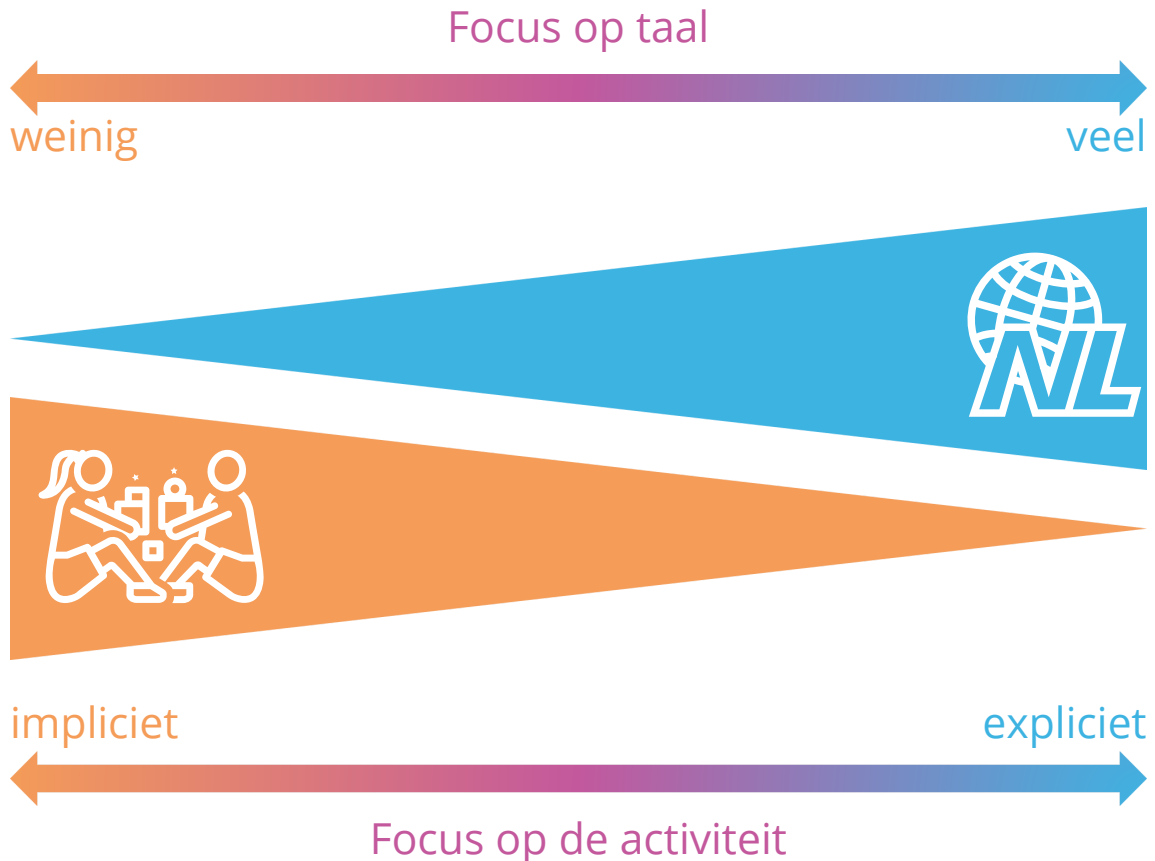 Focus op taal
weinig
veel
NL
impliciet
expliciet
Focus op de activiteit